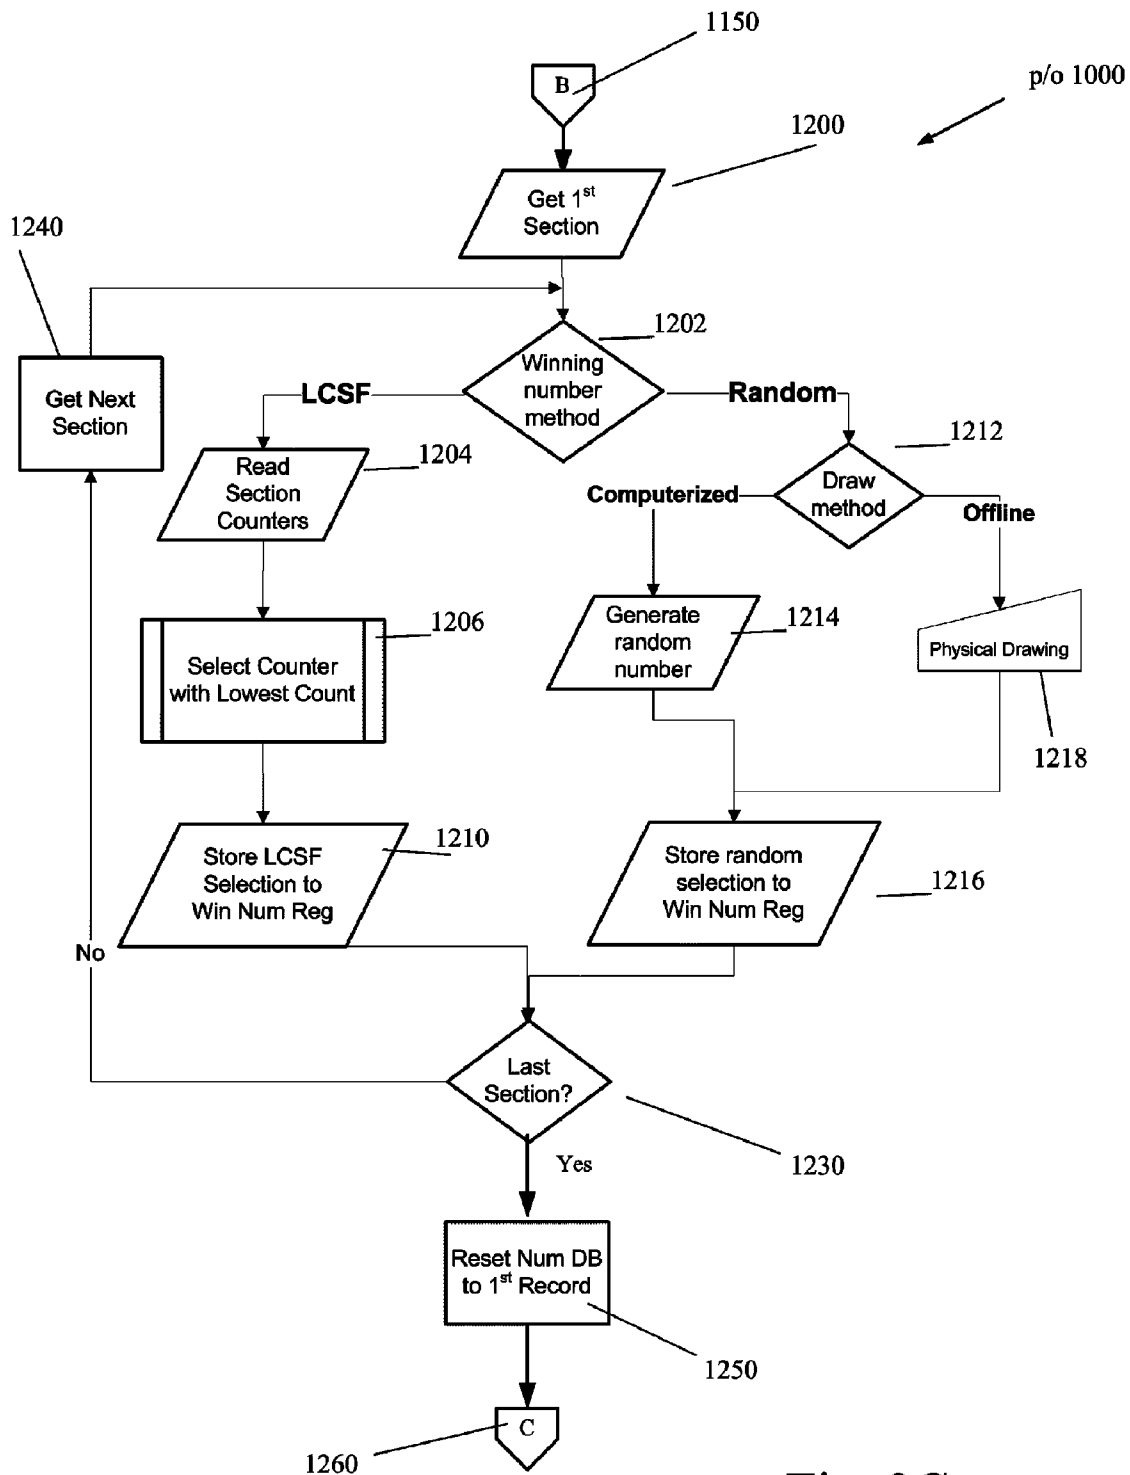 1150
B
p/o 1000
1200
Get 1st
Section
1240
1202
Winning
number
method
LCSF
Random
Get Next
Section
1212
1204
Read
Section
Counters
Draw
method
Computerized
Offline
1206
Generate
random
number
1214
Select Counter
with Lowest Count
Physical Drawing
1218
1210
Store LCSF
Selection to
Win Num Reg
Store random
selection to
Win Num Reg
1216
No
Last
Section?
1230
Yes
Reset Num DB
to 1st Record
1250
C
1260